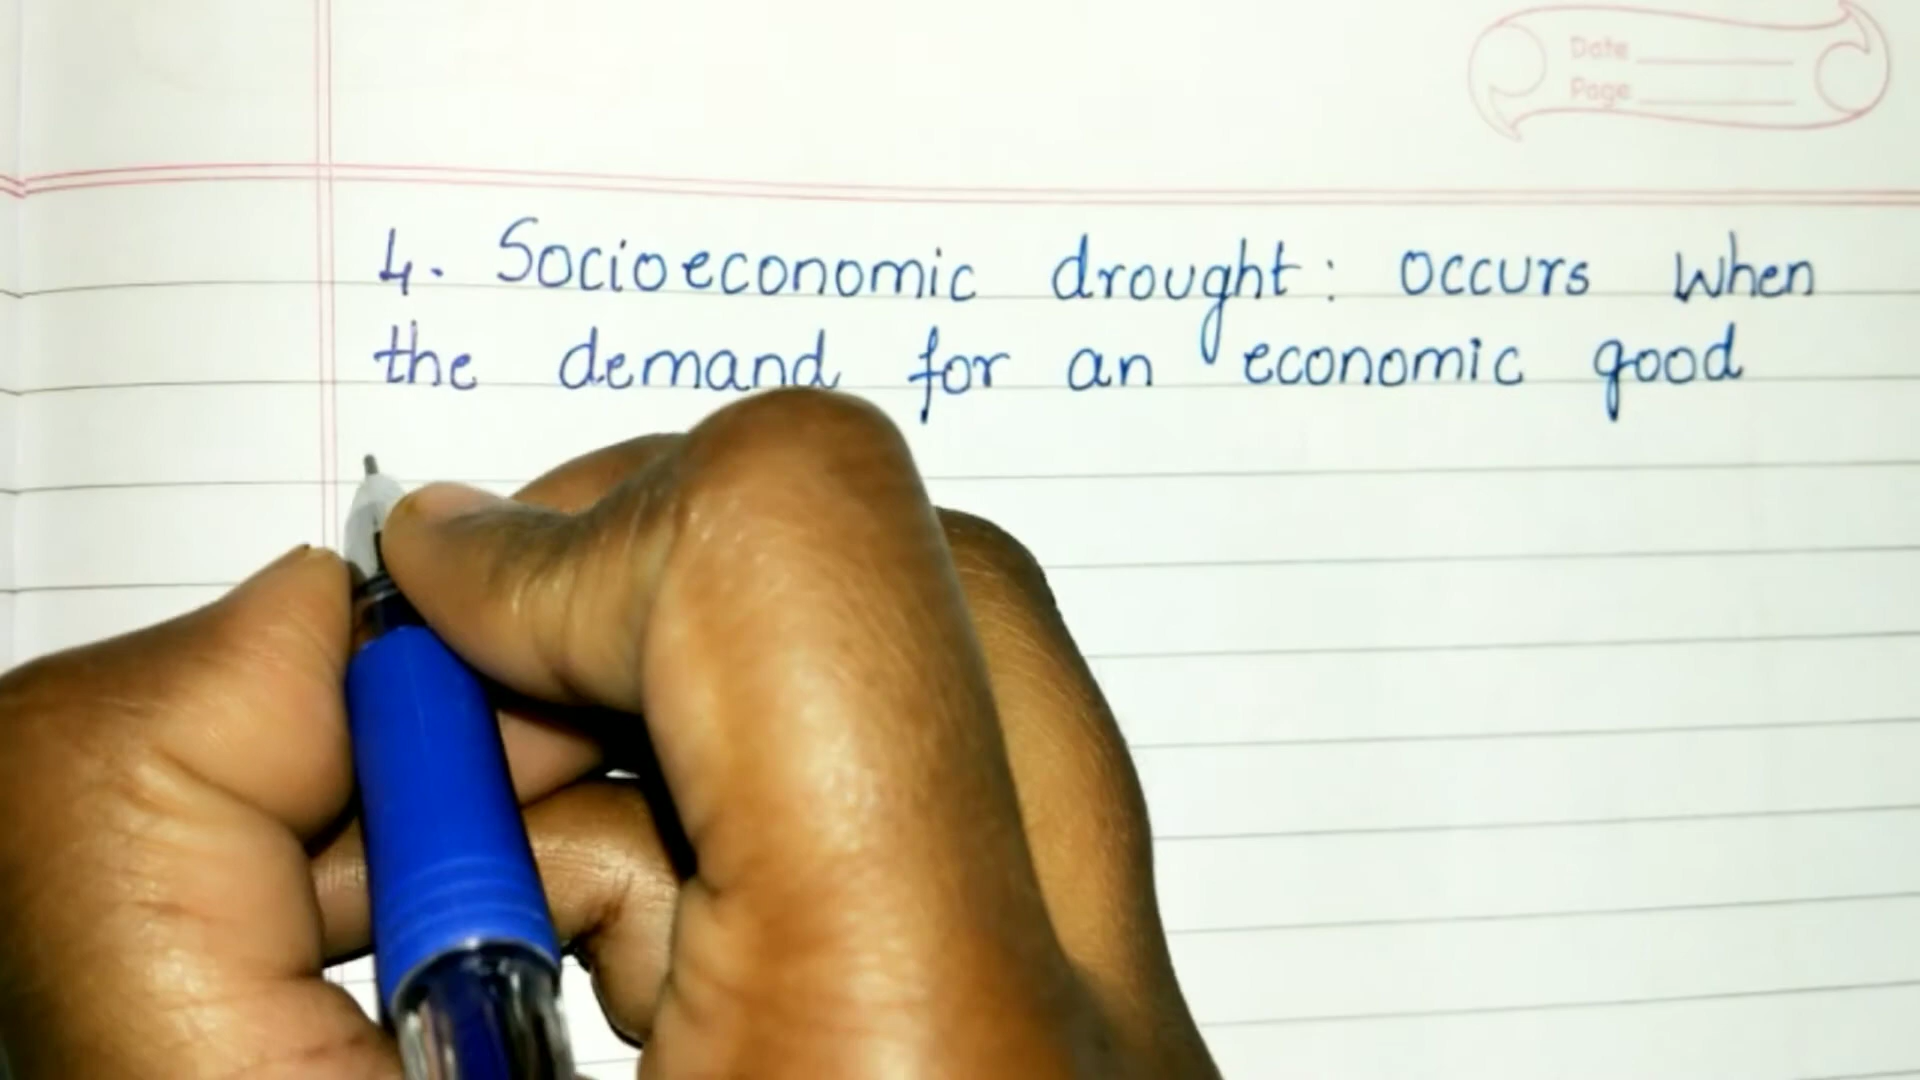 Date
Page
4. Socioeconomic drought: occurs when
the demand for an economic good